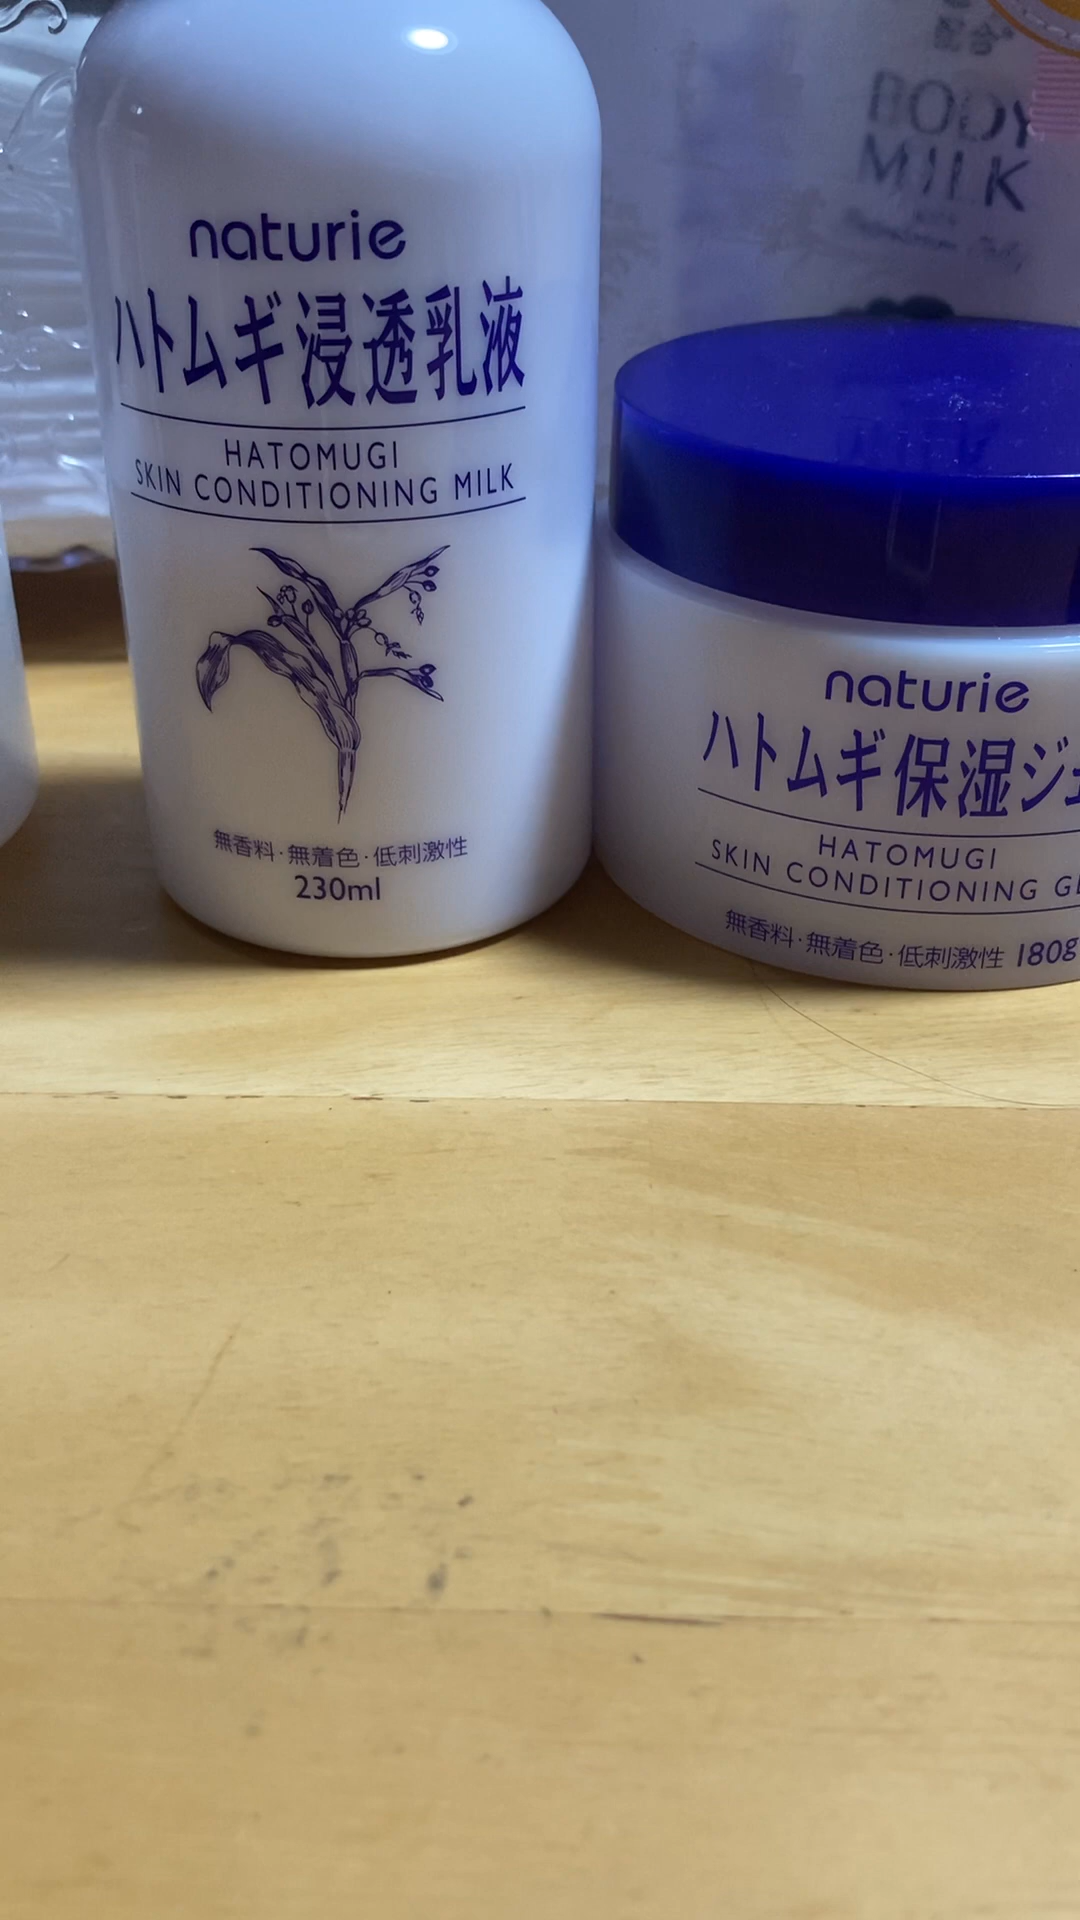 naturie
ハトムギ浸透乳液
HATOMUGI
SKIN CONDITIONING MILK
無香料·無着色·低刺激性
230ml
BODY
MILK
naturie
ハトムギ保湿ジェ
HATOMUGI
SKIN CONDITIONING GE
無香料·無着色·低刺激性 180g